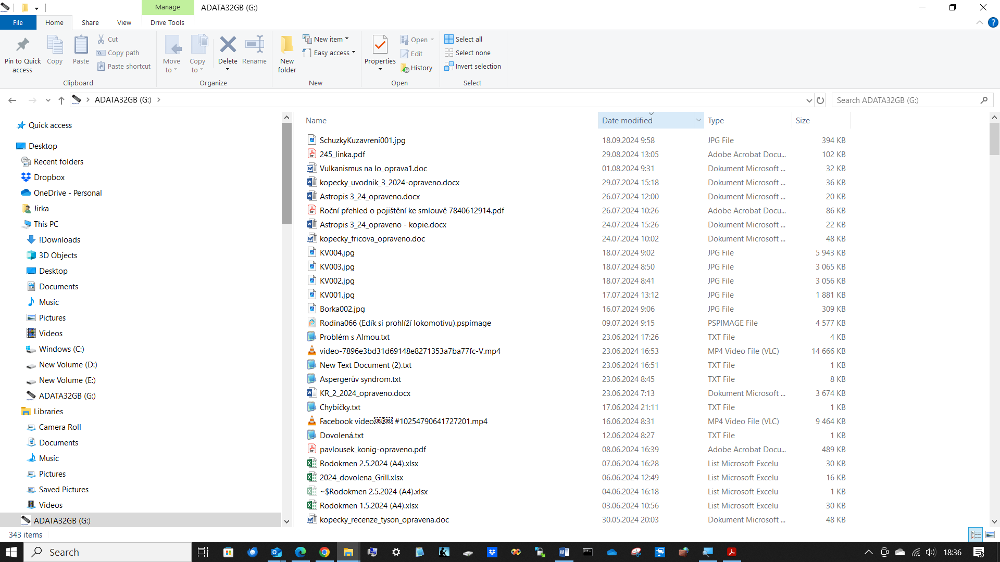 Manage
ADATA32GB (G:)
File
Home
Share
View
Drive Tools
Pin to Quick access
Copy
Paste
Cut
Copy path
Paste shortcut
Clipboard
Move to
Copy to
Delete
Rename
Organize
New folder
New item
Easy access
New
Properties
Open
Edit
History
Open
Select all
Select none
Invert selection
Select
ADATA32GB (G:)
Search ADATA32GB (G:)
Quick access
Desktop
Recent folders
Dropbox
OneDrive - Personal
Jirka
This PC
!Downloads
3D Objects
Desktop
Documents
Music
Pictures
Videos
Windows (C:)
New Volume (D:)
New Volume (E:)
ADATA32GB (G:)
Libraries
Camera Roll
Documents
Music
Pictures
Saved Pictures
Videos
ADATA32GB (G:)
Name Date modified Type Size
SchuzkyKuzavreni001.jpg 18.09.2024 9:58 JPG File 394 KB
245_linka.pdf 29.08.2024 13:05 Adobe Acrobat Docu... 102 KB
Vulkanismus na Io_oprava1.doc 01.08.2024 9:31 Dokument Microsoft ... 32 KB
kopecky_uvodnik_3_2024-opraveno.docx 29.07.2024 15:18 Dokument Microsoft ... 36 KB
Astropis 3_24_opraveno.docx 26.07.2024 12:00 Dokument Microsoft ... 20 KB
Roční přehled o pojištění ke smlouvě 7840612914.pdf 26.07.2024 10:26 Adobe Acrobat Docu... 86 KB
Astropis 3_24_opraveno - kopie.docx 24.07.2024 15:26 Dokument Microsoft ... 22 KB
kopecky_fricova_opraveno.doc 24.07.2024 10:02 Dokument Microsoft ... 48 KB
KV004.jpg 18.07.2024 9:02 JPG File 5 943 KB
KV003.jpg 18.07.2024 8:50 JPG File 3 065 KB
KV002.jpg 18.07.2024 8:41 JPG File 3 056 KB
KV001.jpg 17.07.2024 13:12 JPG File 1 881 KB
Borka002.jpg 16.07.2024 9:06 JPG File 309 KB
Rodina066 (Edík si prohlíží lokomotivu).pspimage 09.07.2024 9:15 PSPIMAGE File 4 577 KB
Problém s Almou.txt 23.06.2024 17:26 TXT File 4 KB
video-7896e3bd31d69148e8271353a7ba77fc-V.mp4 23.06.2024 16:53 MP4 Video File (VLC) 14 666 KB
New Text Document (2).txt 23.06.2024 16:51 TXT File 1 KB
Aspergerův syndrom.txt 23.06.2024 8:45 TXT File 8 KB
KR_2_2024_opraveno.docx 23.06.2024 7:13 Dokument Microsoft ... 3 674 KB
Chybičky.txt 17.06.2024 21:11 TXT File 1 KB
Facebook video￼￼ #10254790641727201.mp4 16.06.2024 8:31 MP4 Video File (VLC) 9 464 KB
Dovolená.txt 12.06.2024 8:27 TXT File 1 KB
pavlousek_konig-opraveno.pdf 08.06.2024 16:39 Adobe Acrobat Docu... 489 KB
Rodokmen 2.5.2024 (A4).xlsx 07.06.2024 16:28 List Microsoft Excelu 30 KB
2024_dovolena_Grill.xlsx 06.06.2024 12:49 List Microsoft Excelu 16 KB
~$Rodokmen 2.5.2024 (A4).xlsx 04.06.2024 16:18 List Microsoft Excelu 1 KB
Rodokmen 1.5.2024 (A4).xlsx 03.06.2024 10:56 List Microsoft Excelu 30 KB
kopecky_recenze_tyson_opravena.doc 30.05.2024 20:03 Dokument Microsoft ... 48 KB
343 items
Search
18:36